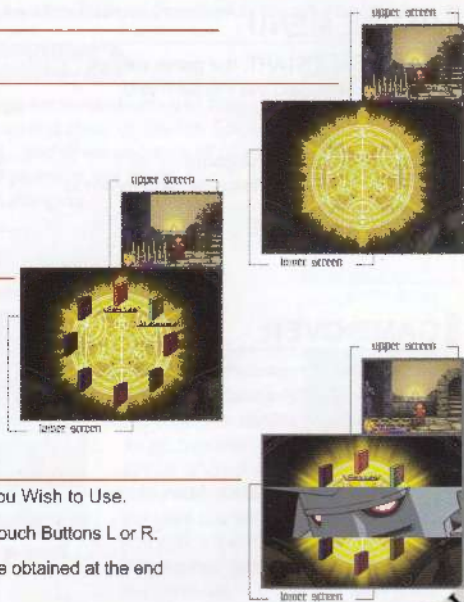 upper screen
lower screen
upper screen
lower screen
upper screen
lower screen
ou Wish to Use.
ouch Buttons L or R.
e obtained at the end